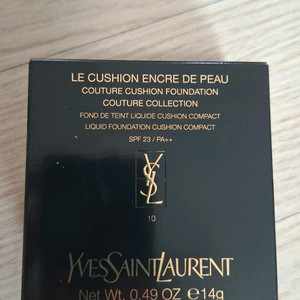 LE CUSHION ENCRE DE PEAU
COUTURE CUSHION FOUNDATION
COUTURE COLLECTION
FOND DE TEINT LIQUIDE CUSHION COMPACT
LIQUID FOUNDATION CUSHION COMPACT
SPF 23 / PA++
YSL
10
YVESSAINTLAURENT
Net Wt. 0.49 OZ ℮14g